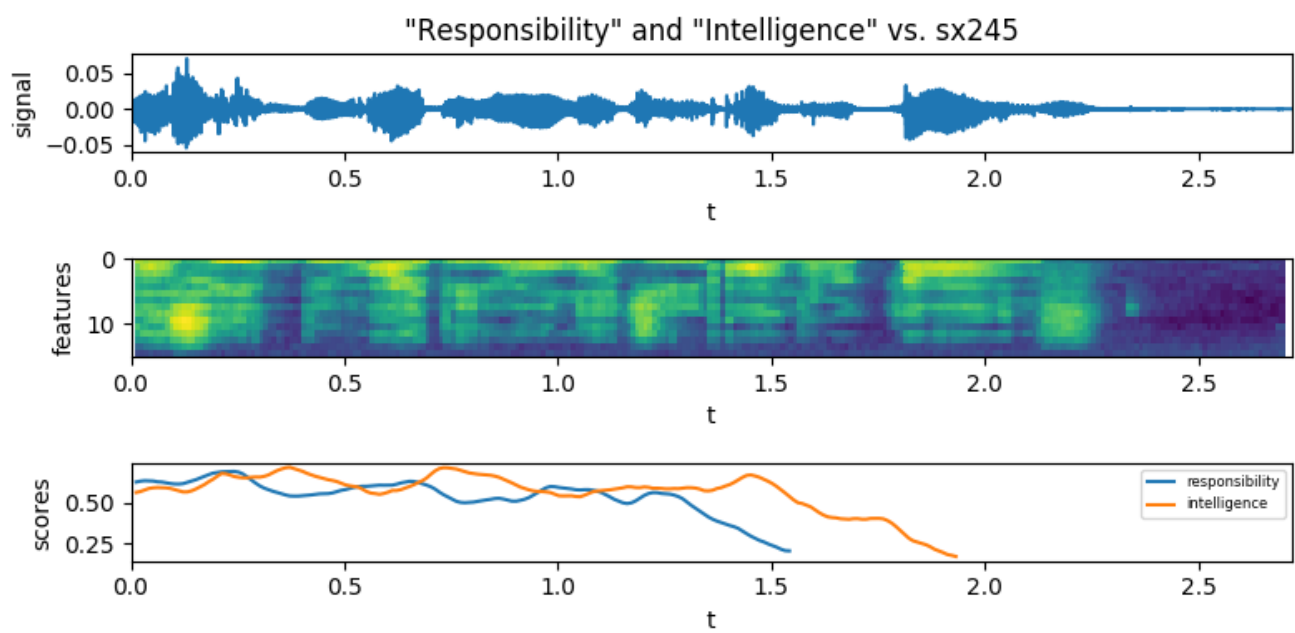 "Responsibility" and "Intelligence" vs. sx245
signal
0.05
0.00
−0.05
0.0 0.5 1.0 1.5 2.0 2.5
t
features
0
10
0.0 0.5 1.0 1.5 2.0 2.5
t
scores
0.50
0.25
responsibility
intelligence
0.0 0.5 1.0 1.5 2.0 2.5
t